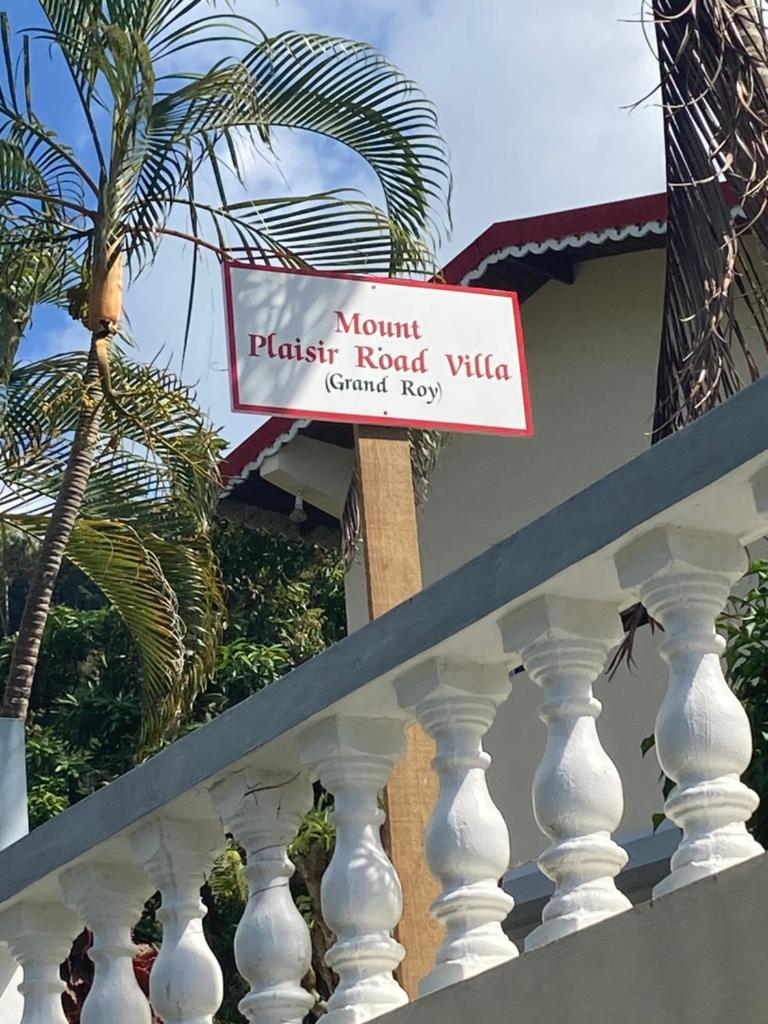 Mount
Plaisir Road Villa
(Grand Roy)